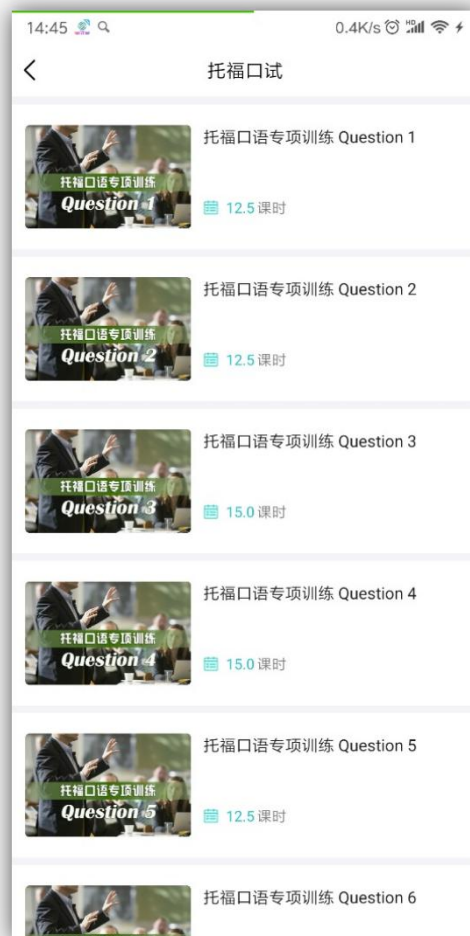 14:45
0.4K/s
托福口试
托福口语专项训练 Question 1
托福口语专项训练
Question 1
12.5课时
托福口语专项训练 Question 2
托福口语专项训练
Question 2
12.5课时
托福口语专项训练 Question 3
托福口语专项训练
Question 3
15.0课时
托福口语专项训练 Question 4
托福口语专项训练
Question 4
15.0课时
托福口语专项训练 Question 5
托福口语专项训练
Question 5
12.5课时
托福口语专项训练 Question 6